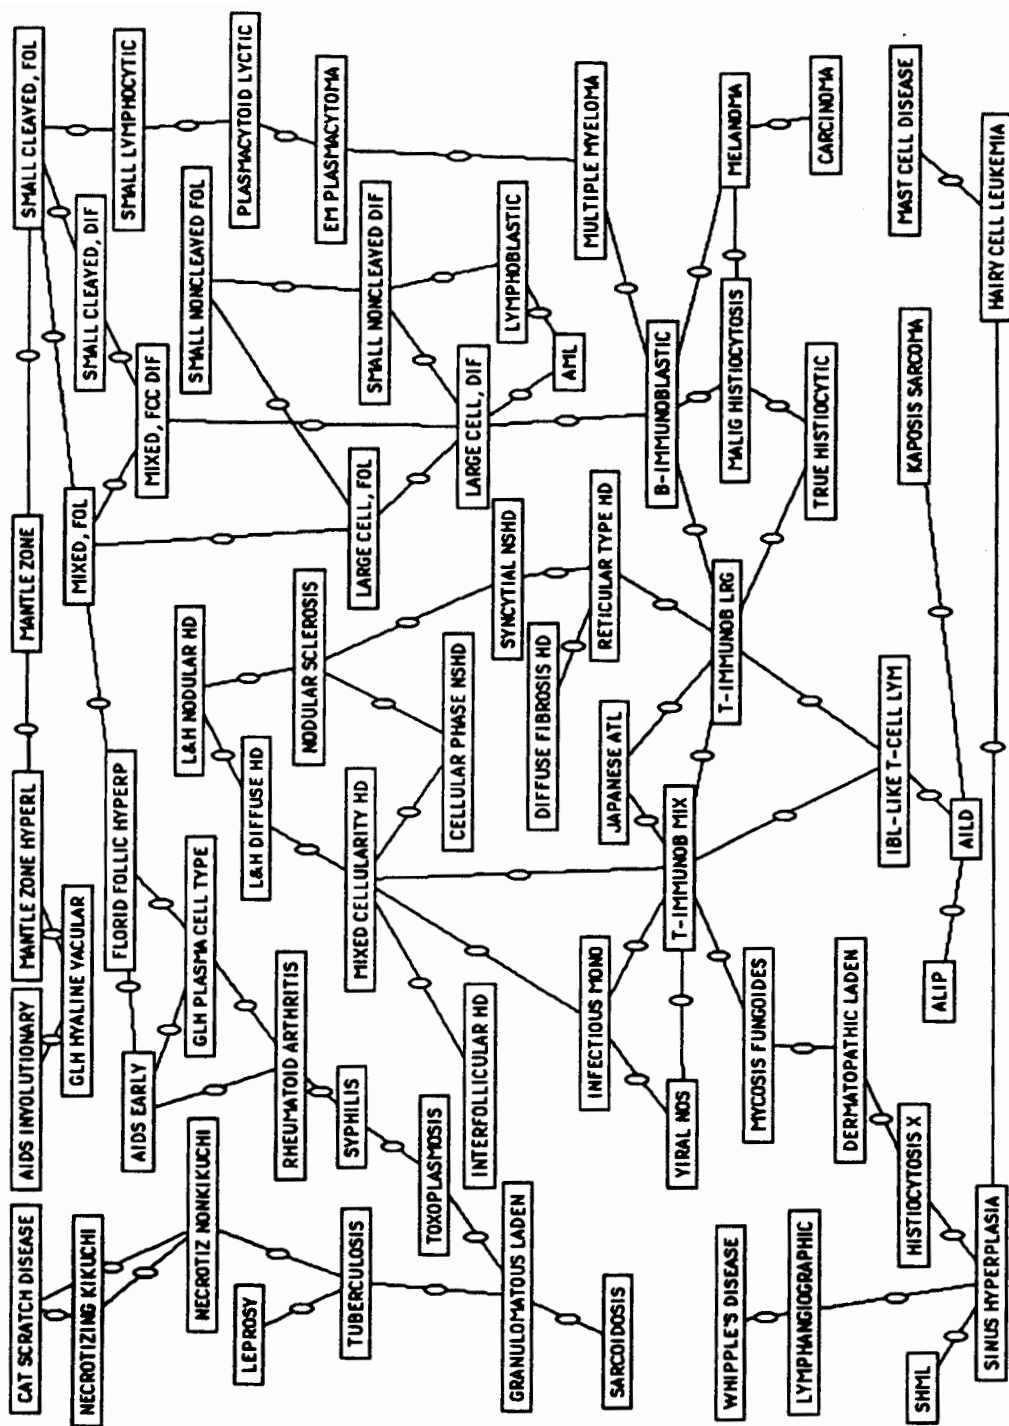 CAT SCRATCH DISEASE
AIDS INVOLUTIONARY
MANTLE ZONE HYPERL
MANTLE ZONE
SMALL CLEAVED, FOL
NECROTIZING KIKUCHI
GLH HYALINE VACULAR
MIXED, FOL
SMALL CLEAVED, DIF
SMALL LYMPHOCYTIC
AIDS EARLY
FLORID FOLLIC HYPERP
MIXED, FCC DIF
NECROTIZ NONKIKUCHI
GLH PLASMA CELL TYPE
L&H NODULAR HD
SMALL NONCLEAVED FOL
PLASMACYTOID LYCTIC
LEPROSY
RHEUMATOID ARTHRITIS
L&H DIFFUSE HD
NODULAR SCLEROSIS
EM PLASMACYTOMA
TUBERCULOSIS
SYPHILIS
MIXED CELLULARITY HD
LARGE CELL, FOL
SMALL NONCLEAVED DIF
TOXOPLASMOSIS
CELLULAR PHASE NSHD
LARGE CELL, DIF
INTERFOLLICULAR HD
SYNCYTIAL NSHD
LYMPHOBLASTIC
GRANULOMATOUS LADEN
DIFFUSE FIBROSIS HD
AML
SARCOIDOSIS
INFECTIOUS MONO
JAPANESE ATL
RETICULAR TYPE HD
MULTIPLE MYELOMA
VIRAL NOS
T-IMMUNOB MIX
T-IMMUNOB LRG
B-IMMUNOBLASTIC
WHIPPLE'S DISEASE
MYCOSIS FUNGOIDES
MALIG HISTIOCYTOSIS
MELANOMA
LYMPHANGIOGRAPHIC
DERMATOPATHIC LADEN
TRUE HISTIOCYTIC
CARCINOMA
SHML
HISTIOCYTOSIS X
IBL-LIKE T-CELL LYM
KAPOSIS SARCOMA
MAST CELL DISEASE
ALIP
AILD
SINUS HYPERPLASIA
HAIRY CELL LEUKEMIA